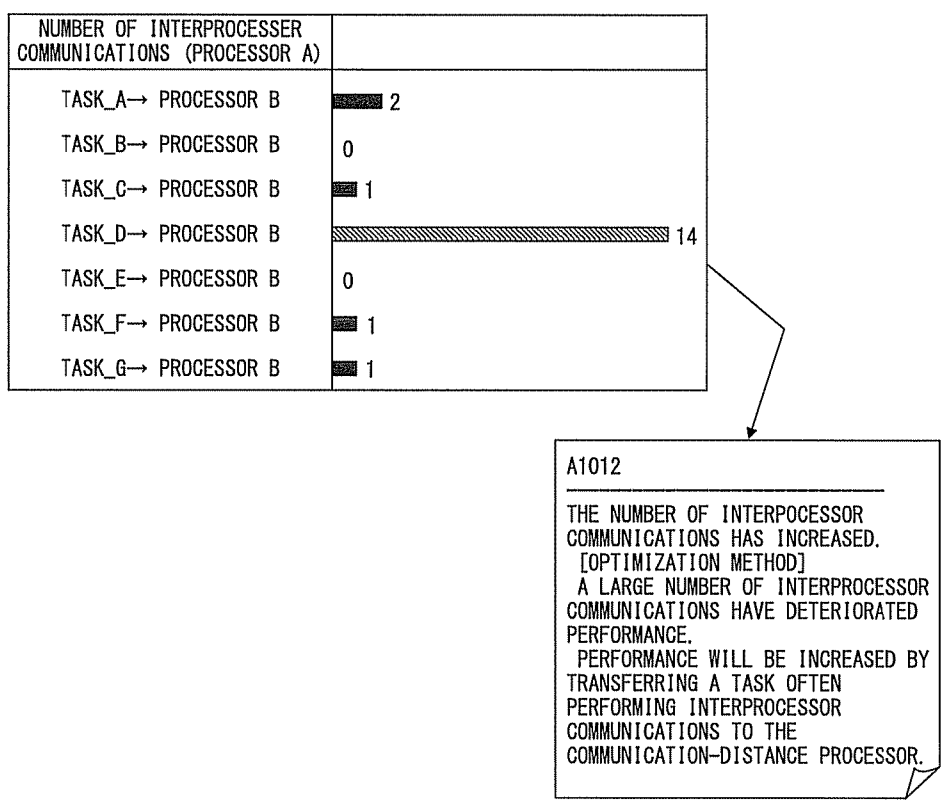 NUMBER OF INTERPROCESSER
COMMUNICATIONS (PROCESSOR A)
TASK_A→ PROCESSOR B 2
TASK_B→ PROCESSOR B 0
TASK_C→ PROCESSOR B 1
TASK_D→ PROCESSOR B 14
TASK_E→ PROCESSOR B 0
TASK_F→ PROCESSOR B 1
TASK_G→ PROCESSOR B 1
A1012
THE NUMBER OF INTERPOCESSOR
COMMUNICATIONS HAS INCREASED.
[OPTIMIZATION METHOD]
A LARGE NUMBER OF INTERPROCESSOR
COMMUNICATIONS HAVE DETERIORATED
PERFORMANCE.
PERFORMANCE WILL BE INCREASED BY
TRANSFERRING A TASK OFTEN
PERFORMING INTERPROCESSOR
COMMUNICATIONS TO THE
COMMUNICATION-DISTANCE PROCESSOR.